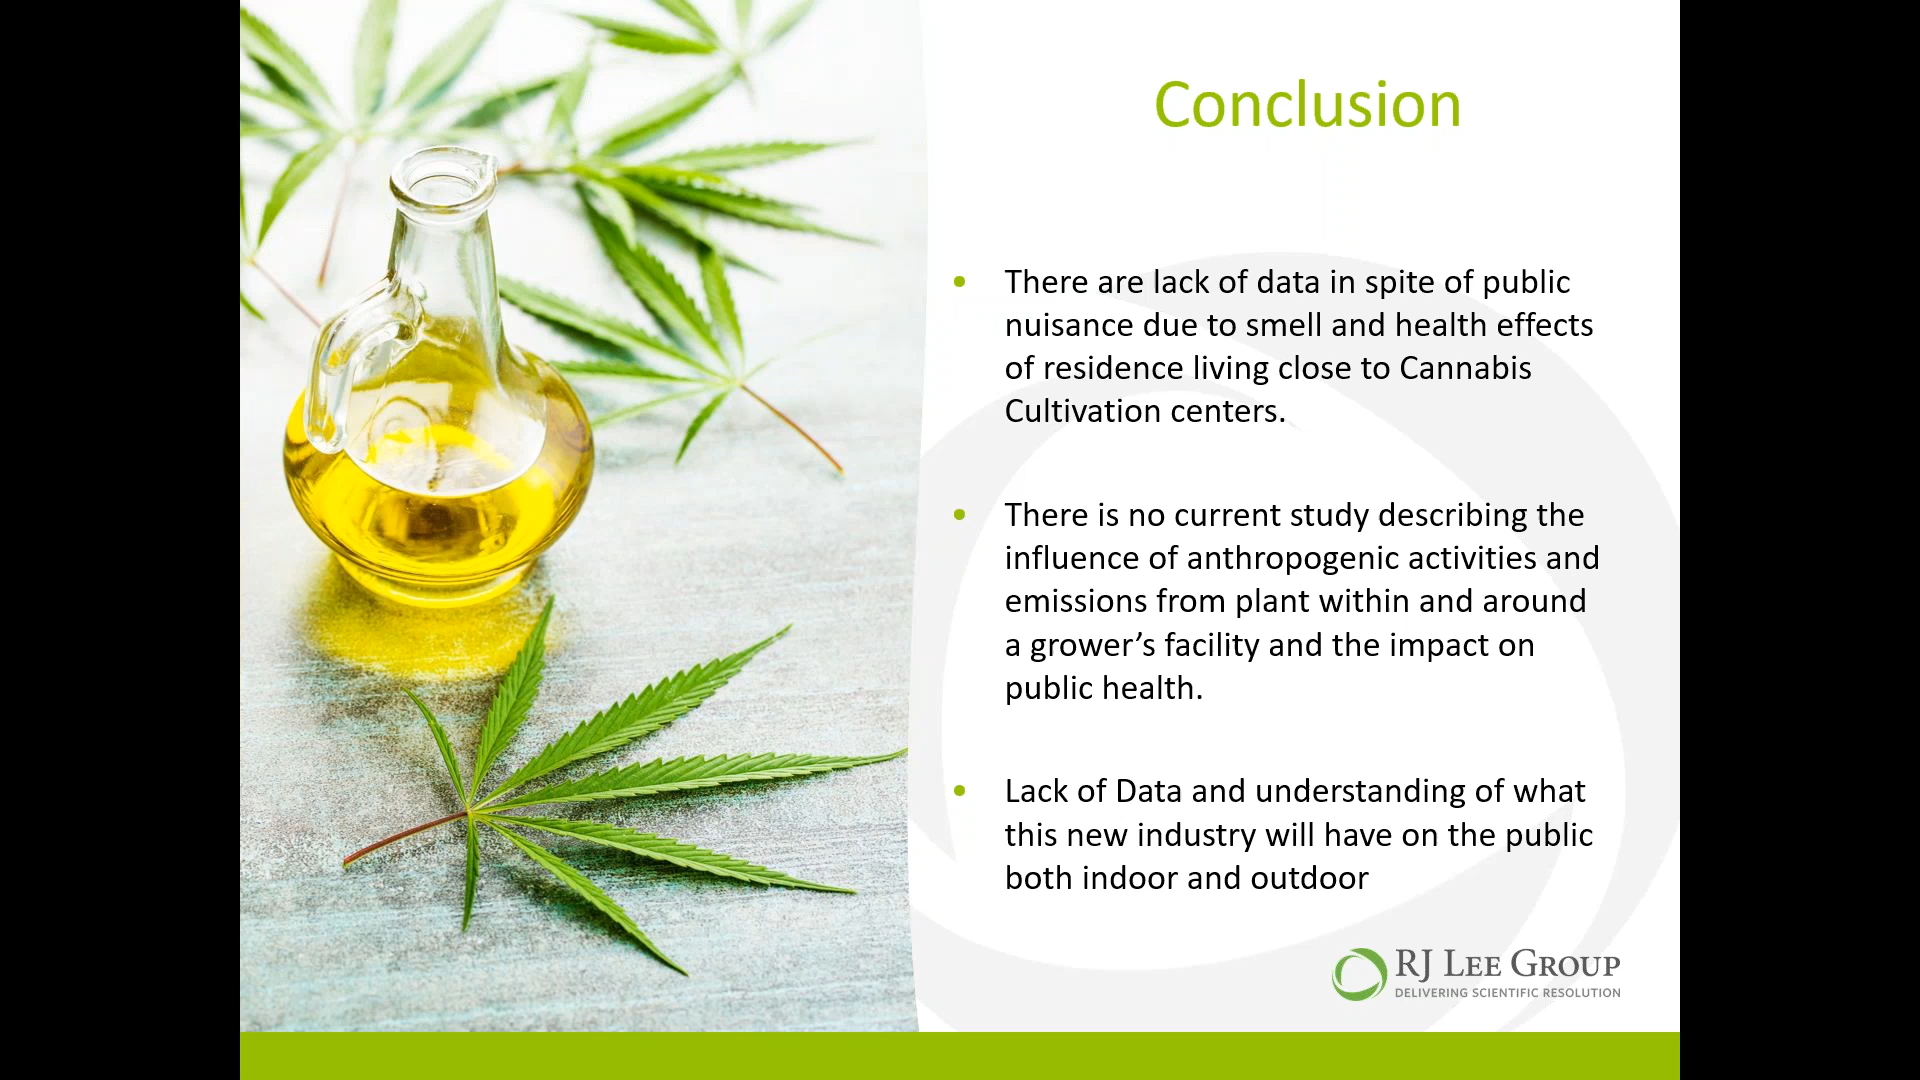 Conclusion
• There are lack of data in spite of public
nuisance due to smell and health effects
of residence living close to Cannabis
Cultivation centers.
• There is no current study describing the
influence of anthropogenic activities and
emissions from plant within and around
a grower’s facility and the impact on
public health.
• Lack of Data and understanding of what
this new industry will have on the public
both indoor and outdoor
RJ LEE GROUP
DELIVERING SCIENTIFIC RESOLUTION